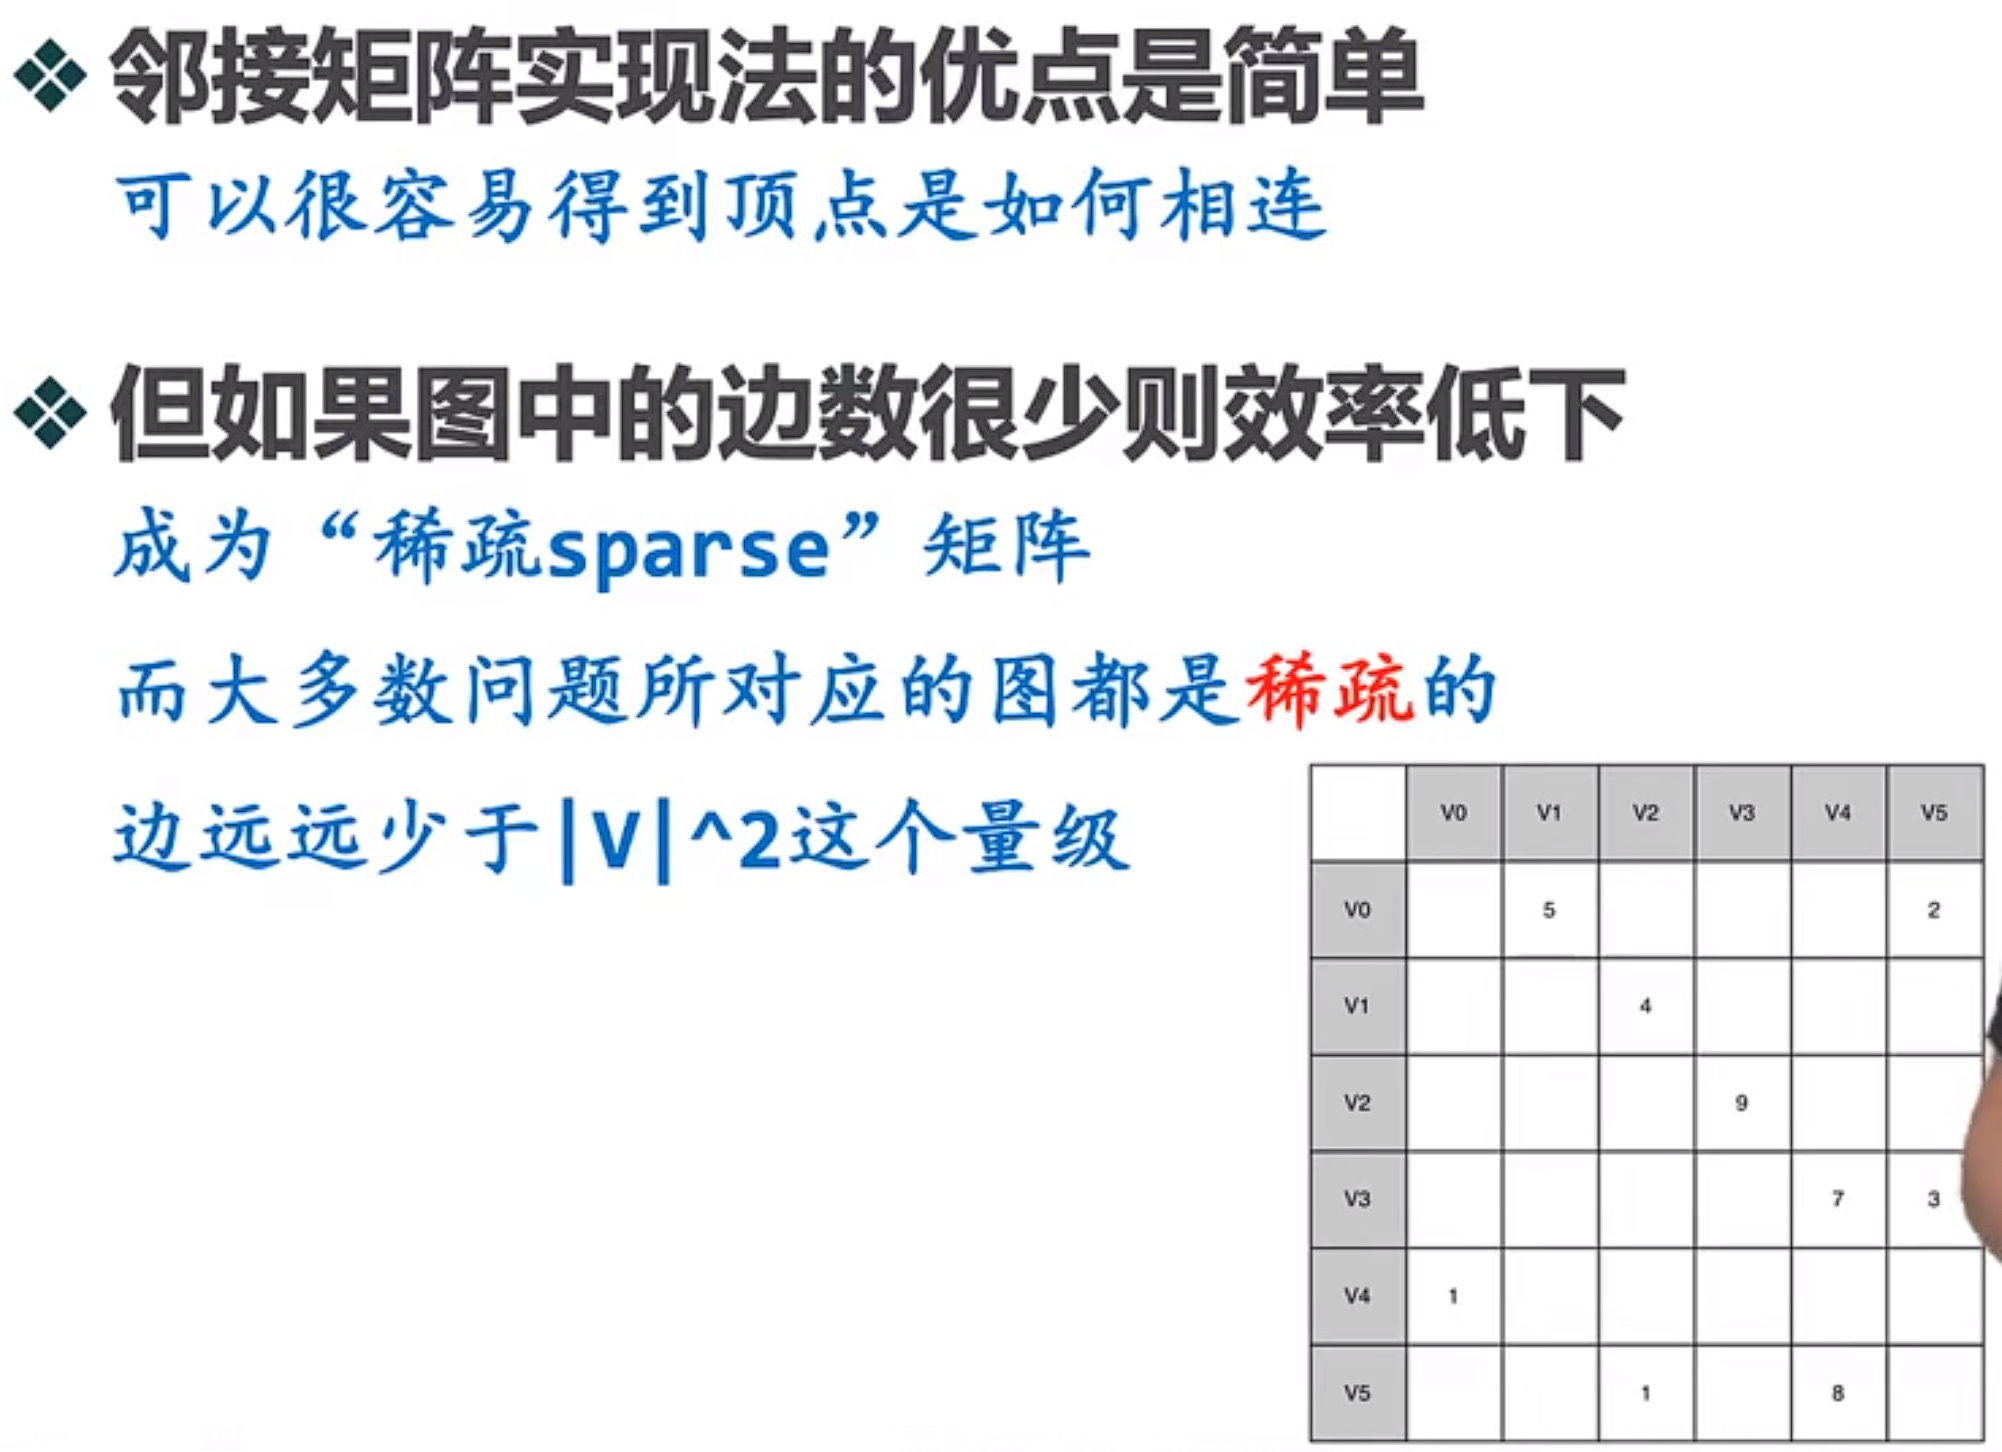 邻接矩阵实现法的优点是简单
可以很容易得到顶点是如何相连
但如果图中的边数很少则效率低下
成为“稀疏sparse”矩阵
而大多数问题所对应的图都是稀疏的
边远远少于|V|^2这个量级
V0 V1 V2 V3 V4 V5
V0 5 2
V1 4
V2 9
V3 7 3
V4 1
V5 1 8